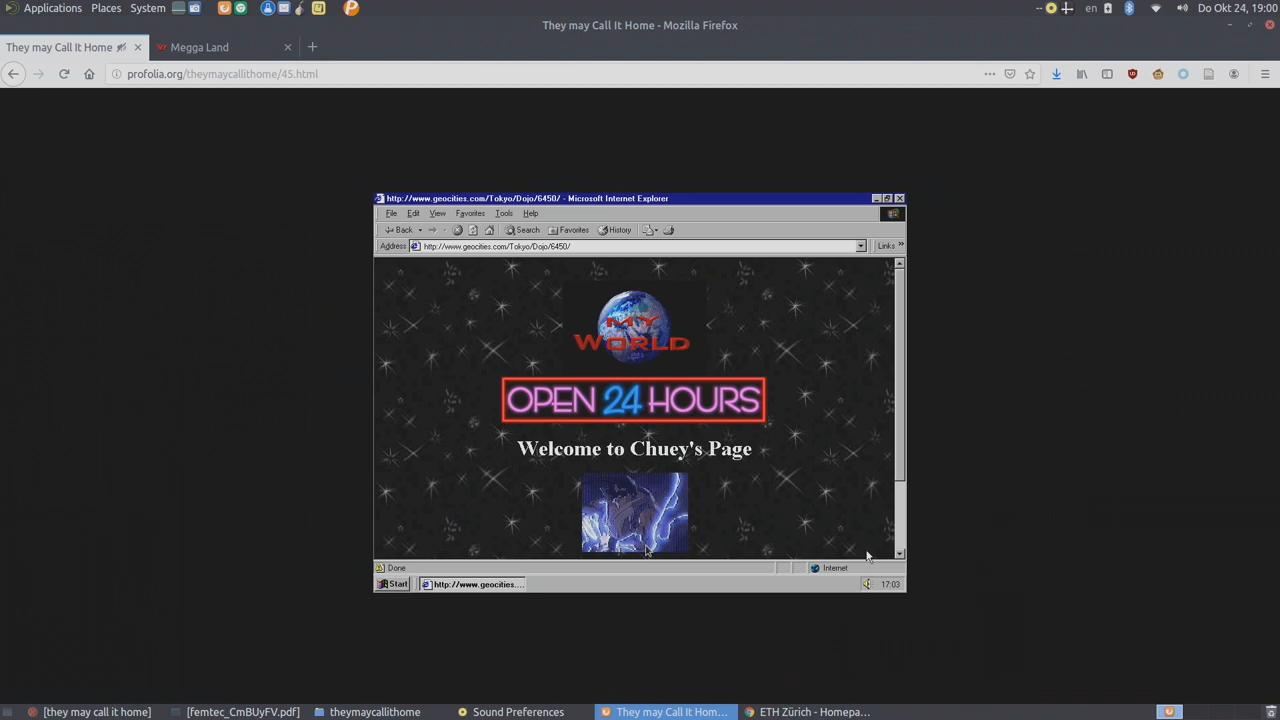 Applications Places System
en
Do Okt 24, 19:00
They may Call It Home - Mozilla Firefox
They may Call It Home
Megga Land
profolia.org/theymaycallithome/45.html
http://www.geocities.com/Tokyo/Dojo/6450/ - Microsoft Internet Explorer
File Edit View Favorites Tools Help
Back Search Favorites History
Address http://www.geocities.com/Tokyo/Dojo/6450/ Links »
MY
WORLD
OPEN 24 HOURS
Welcome to Chuey's Page
Done Internet
Start http://www.geocities.... 17:03
[they may call it home] [femtec_CmBUyFV.pdf] theymaycallithome Sound Preferences They may Call It Hom... ETH Zürich - Homepa...